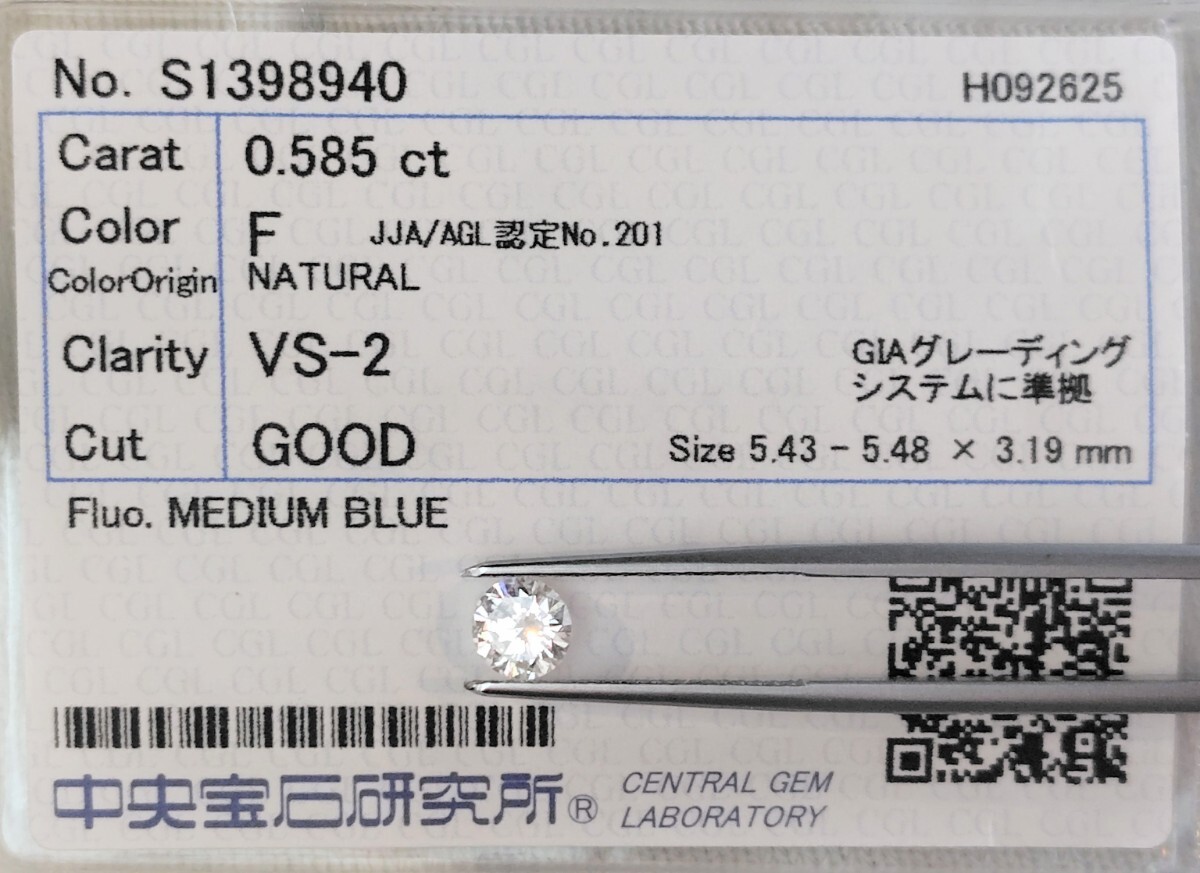 No. S1398940 H092625
Carat 0.585 ct
Color F JJA/AGL認定No.201
ColorOrigin NATURAL
Clarity VS-2 GIAグレーディング
システムに準拠
Cut GOOD Size 5.43 - 5.48 × 3.19 mm
Fluo. MEDIUM BLUE
中央宝石研究所® CENTRAL GEM
LABORATORY